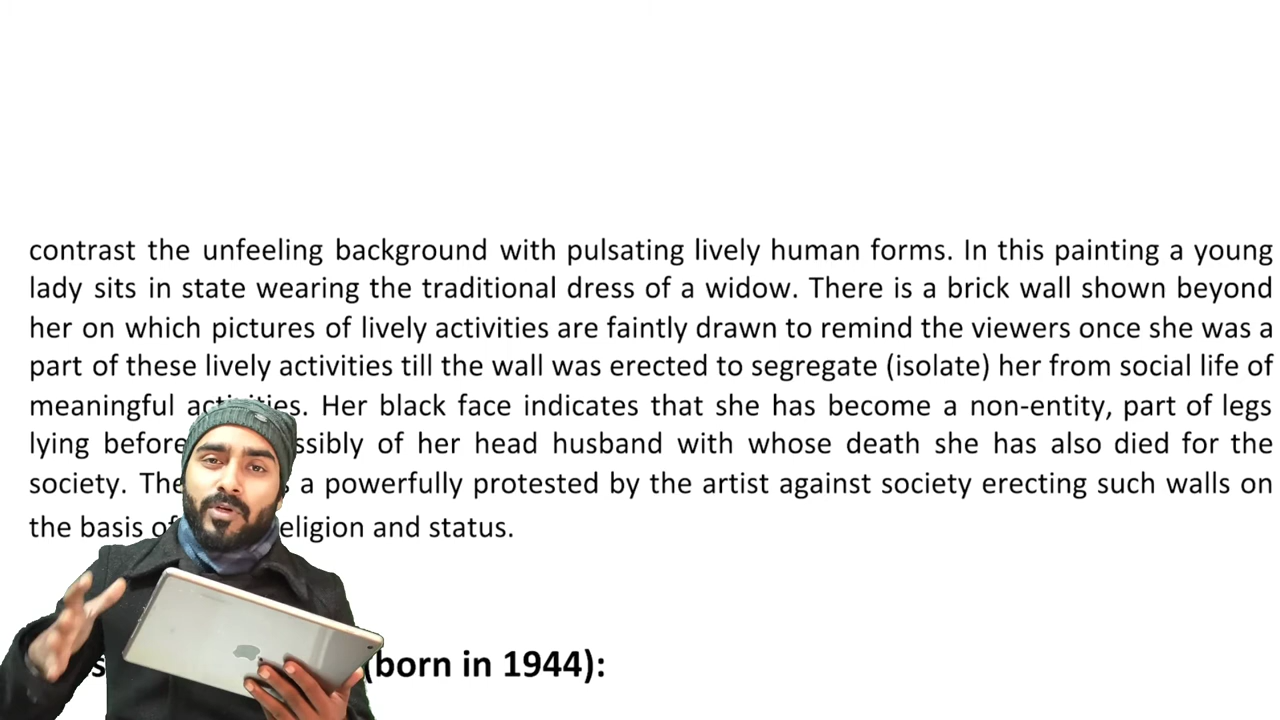 contrast the unfeeling background with pulsating lively human forms. In this painting a young
lady sits in state wearing the traditional dress of a widow. There is a brick wall shown beyond
her on which pictures of lively activities are faintly drawn to remind the viewers once she was a
part of these lively activities till the wall was erected to segregate (isolate) her from social life of
meaningful activities. Her black face indicates that she has become a non-entity, part of legs
lying before of her head husband with whose death she has also died for the
society. a powerfully protested by the artist against society erecting such walls on
the basis of religion and status.
(born in 1944):